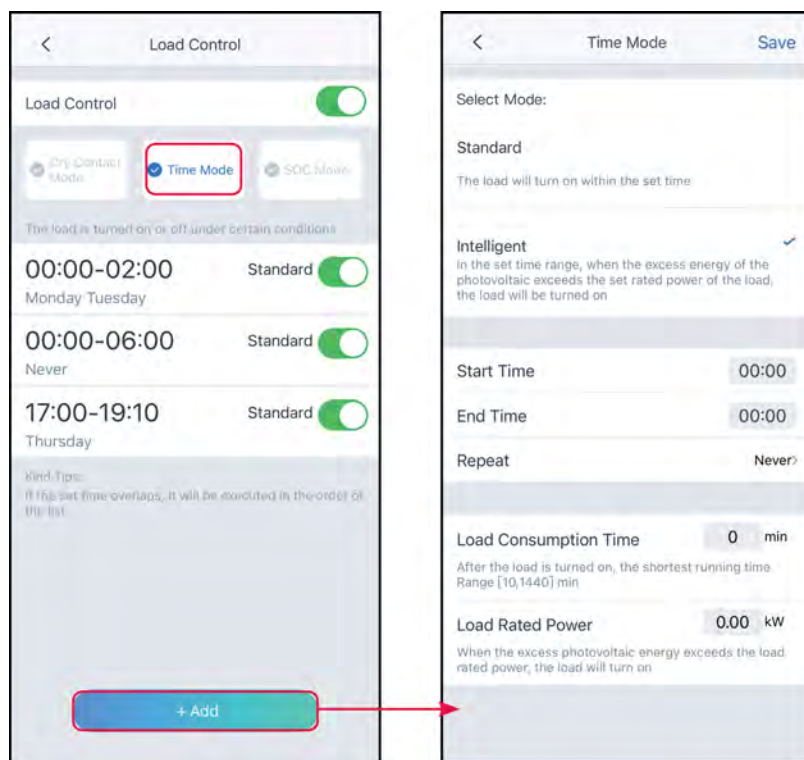 Load Control
Load Control
Dry Contact
Mode
Time Mode
SOC Mode
The load is turned on or off under certain conditions
00:00-02:00
Standard
Monday Tuesday
00:00-06:00
Standard
Never
17:00-19:10
Standard
Thursday
Kind Tips:
If the set time overlaps, it will be executed in the order of
the list
+ Add
Time Mode
Save
Select Mode:
Standard
The load will turn on within the set time
Intelligent
In the set time range, when the excess energy of the
photovoltaic exceeds the set rated power of the load,
the load will be turned on
Start Time
00:00
End Time
00:00
Repeat
Never
Load Consumption Time
0 min
After the load is turned on, the shortest running time
Range [10,1440] min
Load Rated Power
0.00 kW
When the excess photovoltaic energy exceeds the load
rated power, the load will turn on